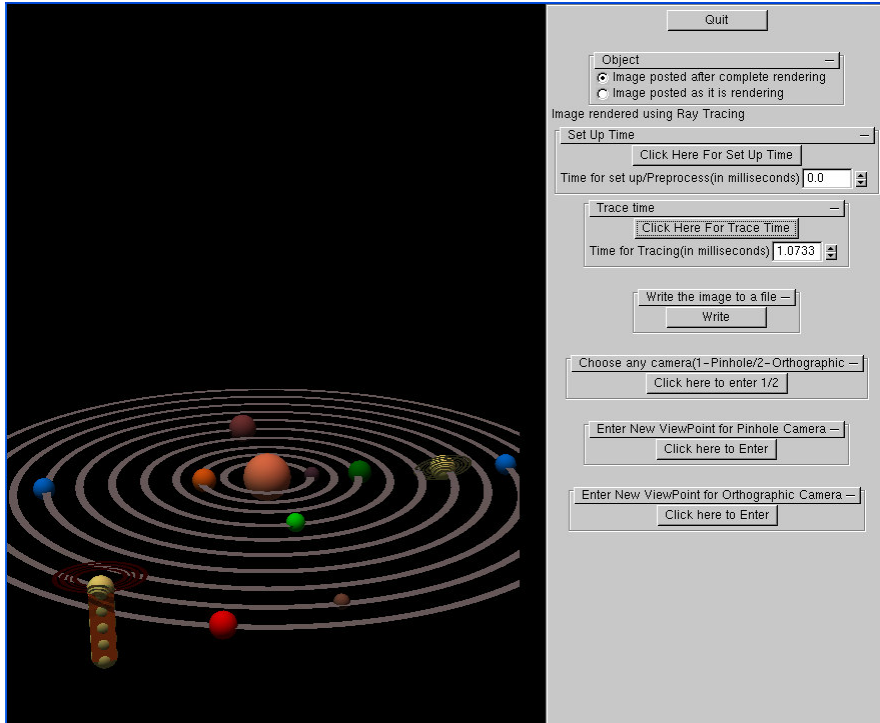 Quit
Object
Image posted after complete rendering
Image posted as it is rendering
Image rendered using Ray Tracing
Set Up Time
Click Here For Set Up Time
Time for set up/Preprocess(in milliseconds) 0.0
Trace time
Click Here For Trace Time
Time for Tracing(in milliseconds) 1.0733
Write the image to a file
Write
Choose any camera(1-Pinhole/2-Orthographic
Click here to enter 1/2
Enter New ViewPoint for Pinhole Camera
Click here to Enter
Enter New ViewPoint for Orthographic Camera
Click here to Enter